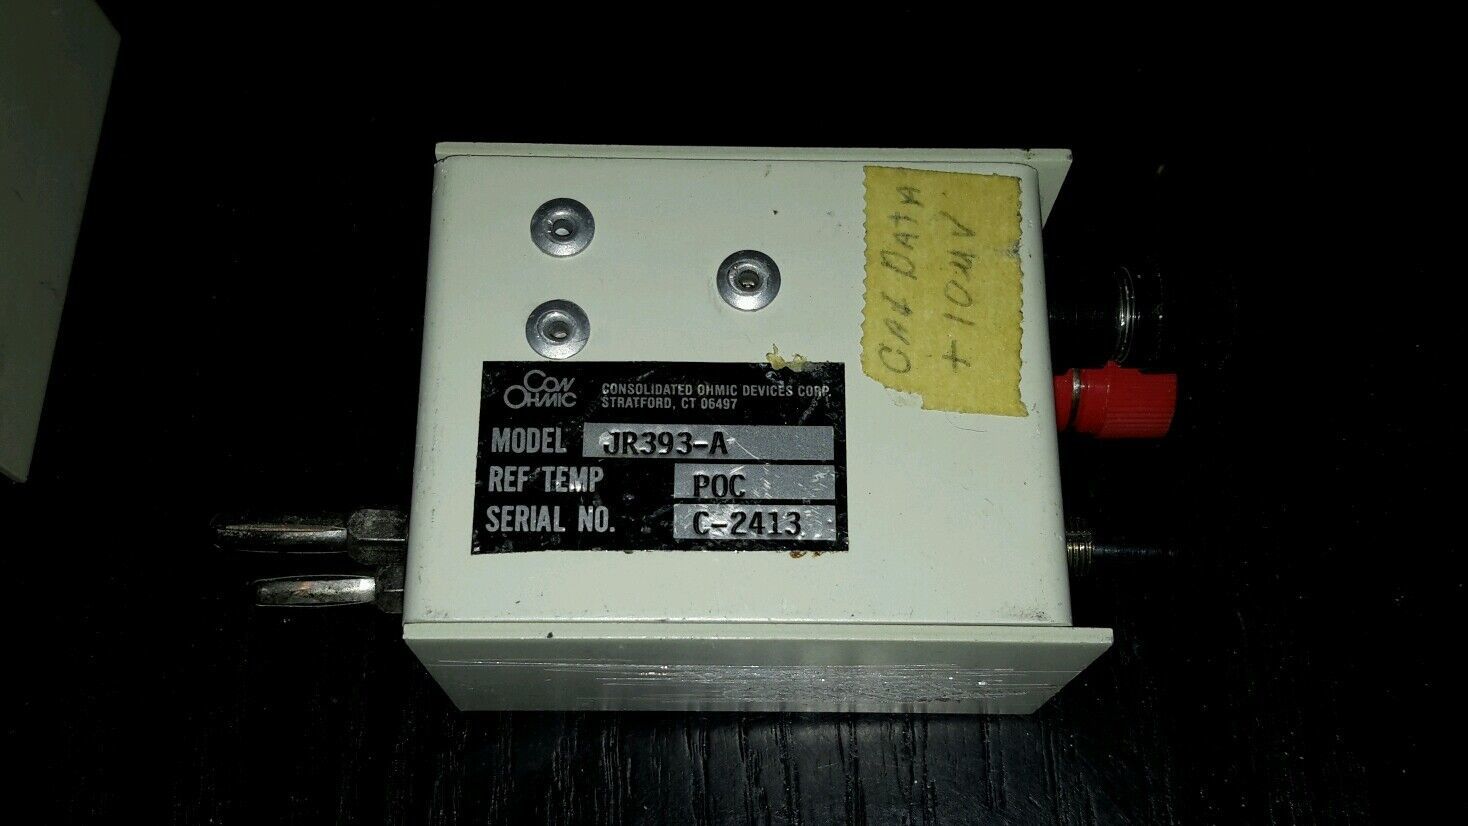 CON
OHMIC
CONSOLIDATED OHMIC DEVICES CORP.
STRATFORD, CT 06497
MODEL JR393-A
REF TEMP POC
SERIAL NO. C-2413
CAL DATA
+10µV